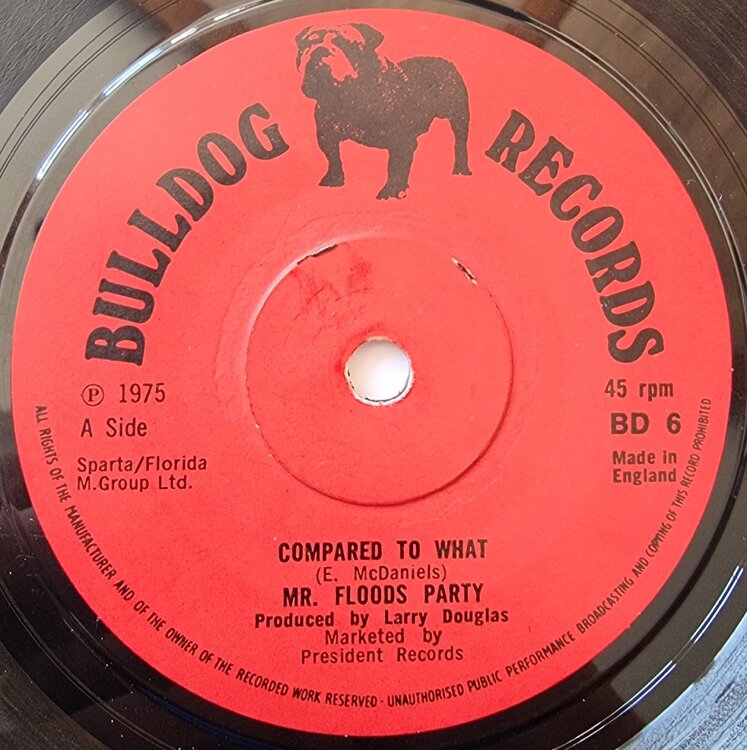 BULLDOG RECORDS
℗ 1975
A Side
Sparta/Florida
M.Group Ltd.
45 rpm
BD 6
Made in
England
COMPARED TO WHAT
(E. McDaniels)
MR. FLOODS PARTY
Produced by Larry Douglas
Marketed by
President Records
ALL RIGHTS OF THE MANUFACTURER AND OF THE OWNER OF THE RECORDED WORK RESERVED - UNAUTHORISED PUBLIC PERFORMANCE BROADCASTING AND COPYING OF THIS RECORD PROHIBITED